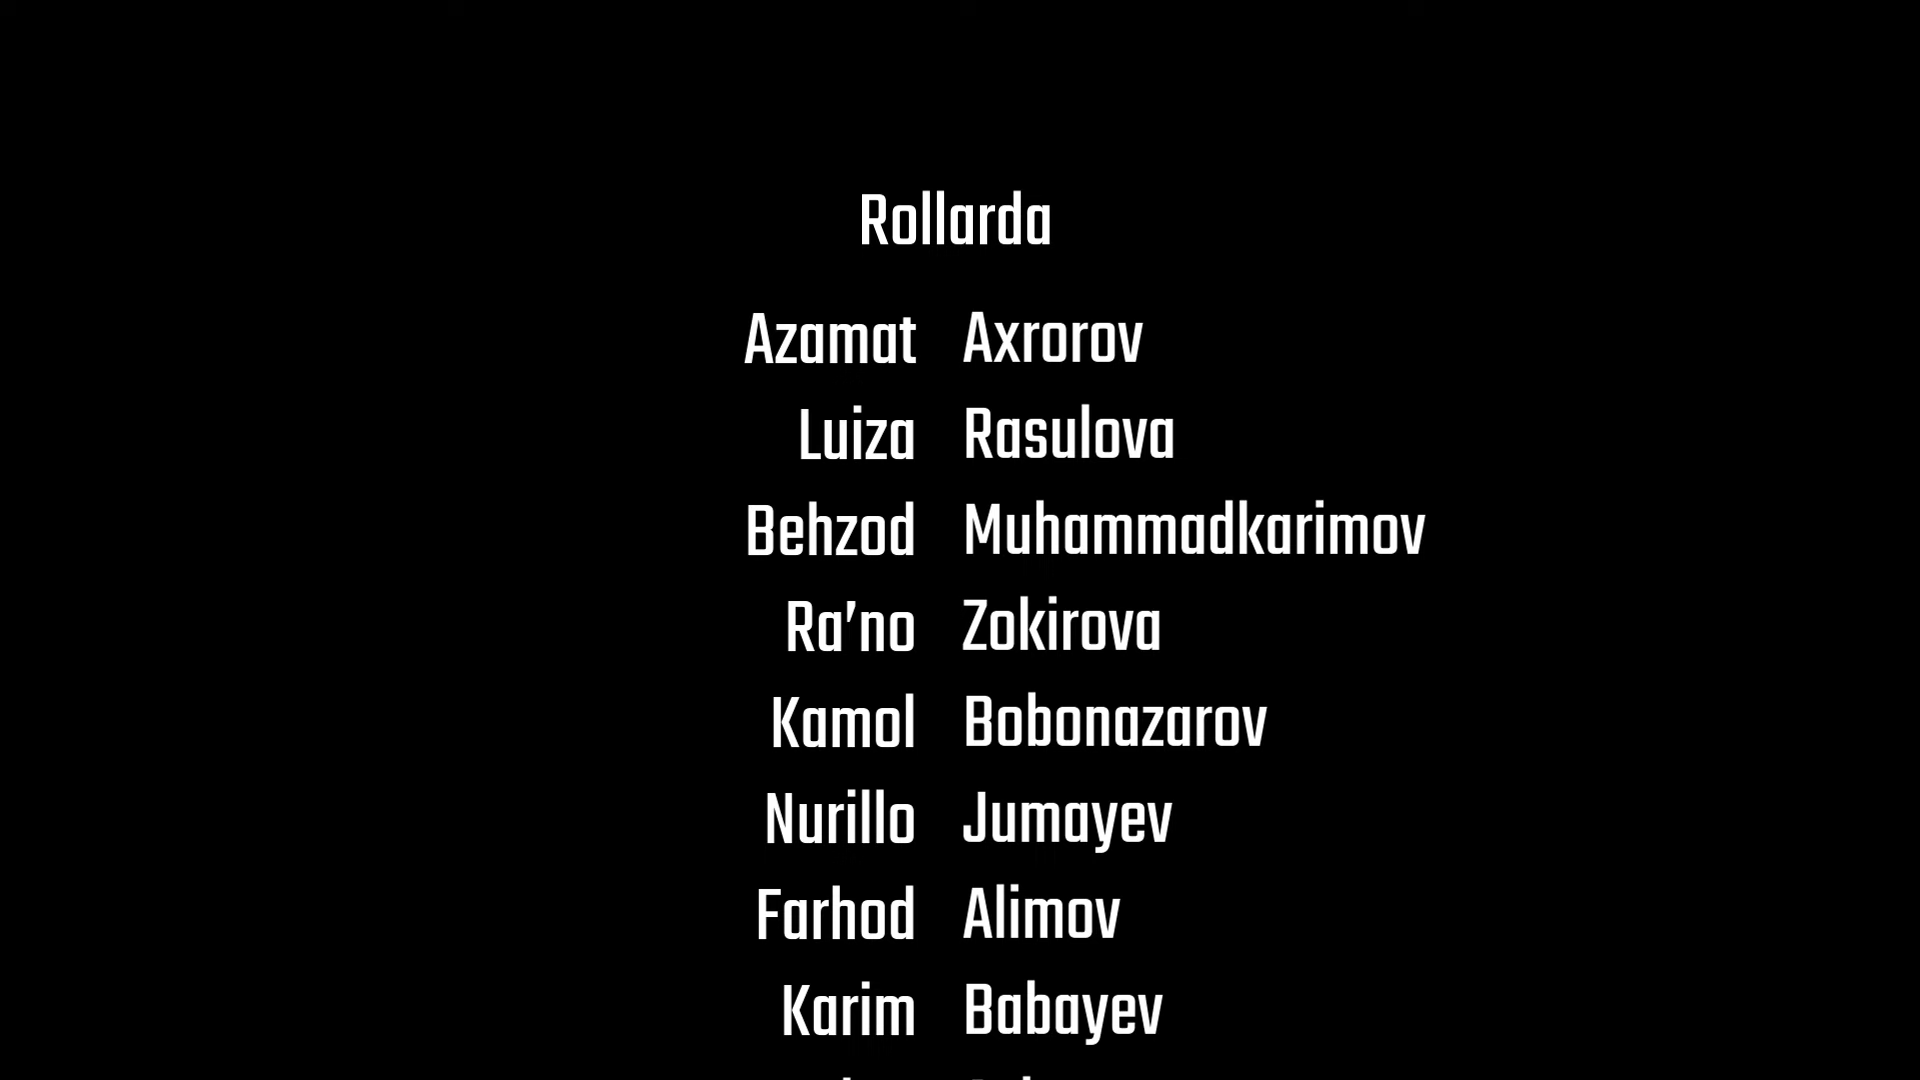 Rollarda
Azamat Axrorov
Luiza Rasulova
Behzod Muhammadkarimov
Ra'no Zokirova
Kamol Bobonazarov
Nurillo Jumayev
Farhod Alimov
Karim Babayev